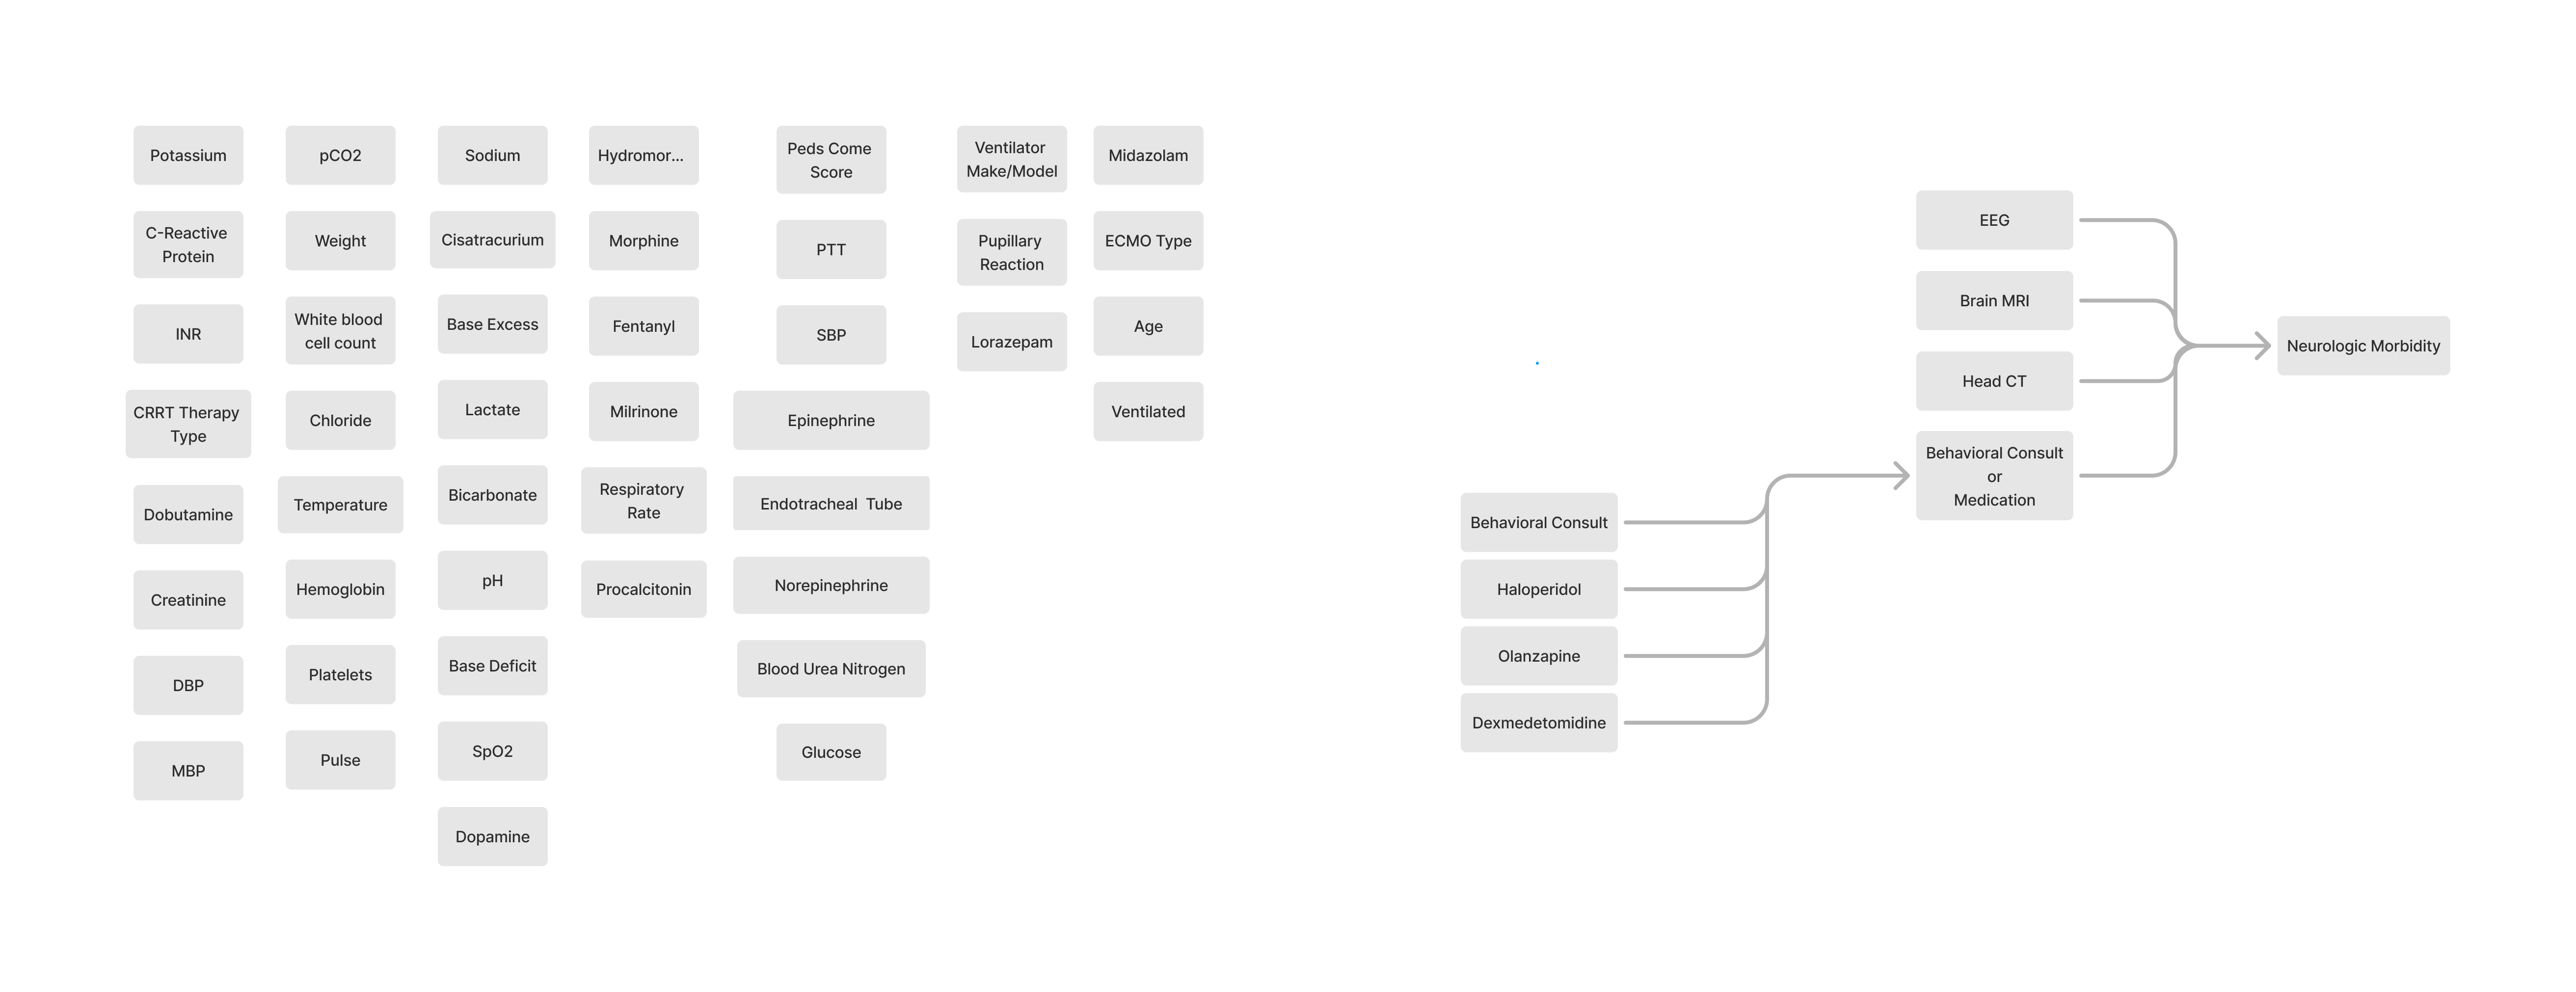 Potassium
C-Reactive
Protein
INR
CRRT Therapy
Type
Dobutamine
Creatinine
DBP
MBP
pCO2
Weight
White blood
cell count
Chloride
Temperature
Hemoglobin
Platelets
Pulse
Sodium
Cisatracurium
Base Excess
Lactate
Bicarbonate
pH
Base Deficit
SpO2
Dopamine
Hydromor...
Morphine
Fentanyl
Milrinone
Respiratory
Rate
Procalcitonin
Peds Come
Score
PTT
SBP
Epinephrine
Endotracheal  Tube
Norepinephrine
Blood Urea Nitrogen
Glucose
Ventilator
Make/Model
Pupillary
Reaction
Lorazepam
Midazolam
ECMO Type
Age
Ventilated
Behavioral Consult
Haloperidol
Olanzapine
Dexmedetomidine
EEG
Brain MRI
Head CT
Behavioral Consult
or
Medication
Neurologic Morbidity